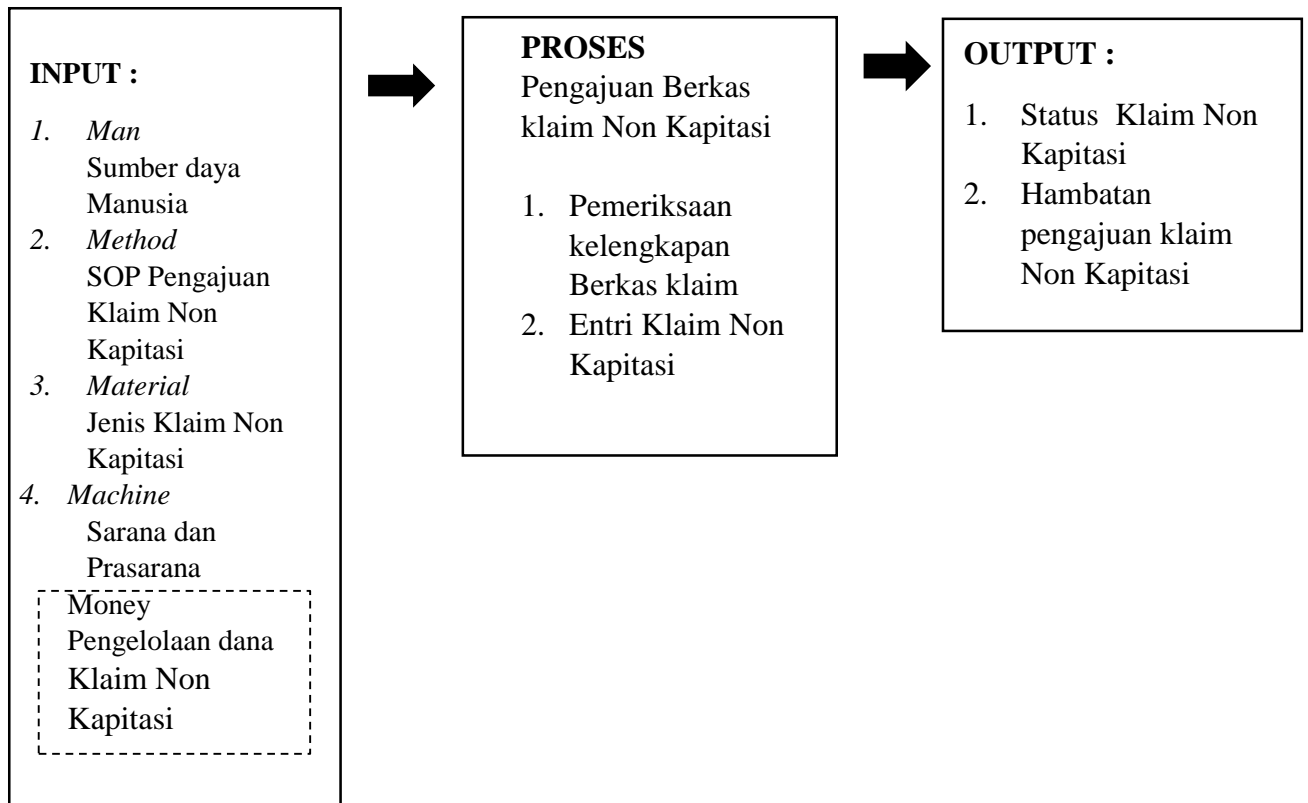 INPUT :
1. Man
Sumber daya
Manusia
2. Method
SOP Pengajuan
Klaim Non
Kapitasi
3. Material
Jenis Klaim Non
Kapitasi
4. Machine
Sarana dan
Prasarana
Money
Pengelolaan dana
Klaim Non
Kapitasi
PROSES
Pengajuan Berkas
klaim Non Kapitasi
1. Pemeriksaan
kelengkapan
Berkas klaim
2. Entri Klaim Non
Kapitasi
OUTPUT :
1. Status Klaim Non
Kapitasi
2. Hambatan
pengajuan klaim
Non Kapitasi